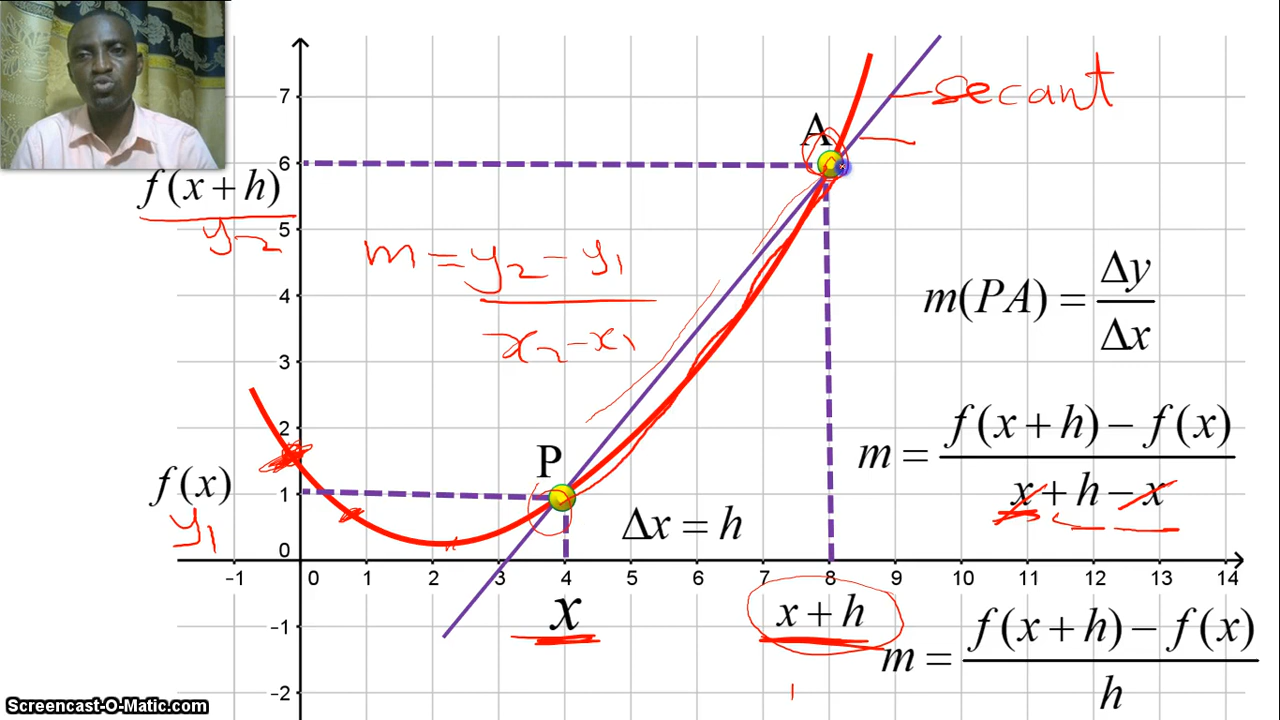 secant
A
f(x+h)
y₂
m = y₂ − y₁
x₂ − x₁
m(PA) = Δy
Δx
m = f(x+h) − f(x)
x + h − x
P
f(x)
y₁
Δx = h
7
6
5
4
3
2
1
0
−1
−2
−1 0 1 2 3 4 5 6 7 8 9 10 11 12 13 14
x
x + h
m = f(x+h) − f(x)
h
Screencast-O-Matic.com